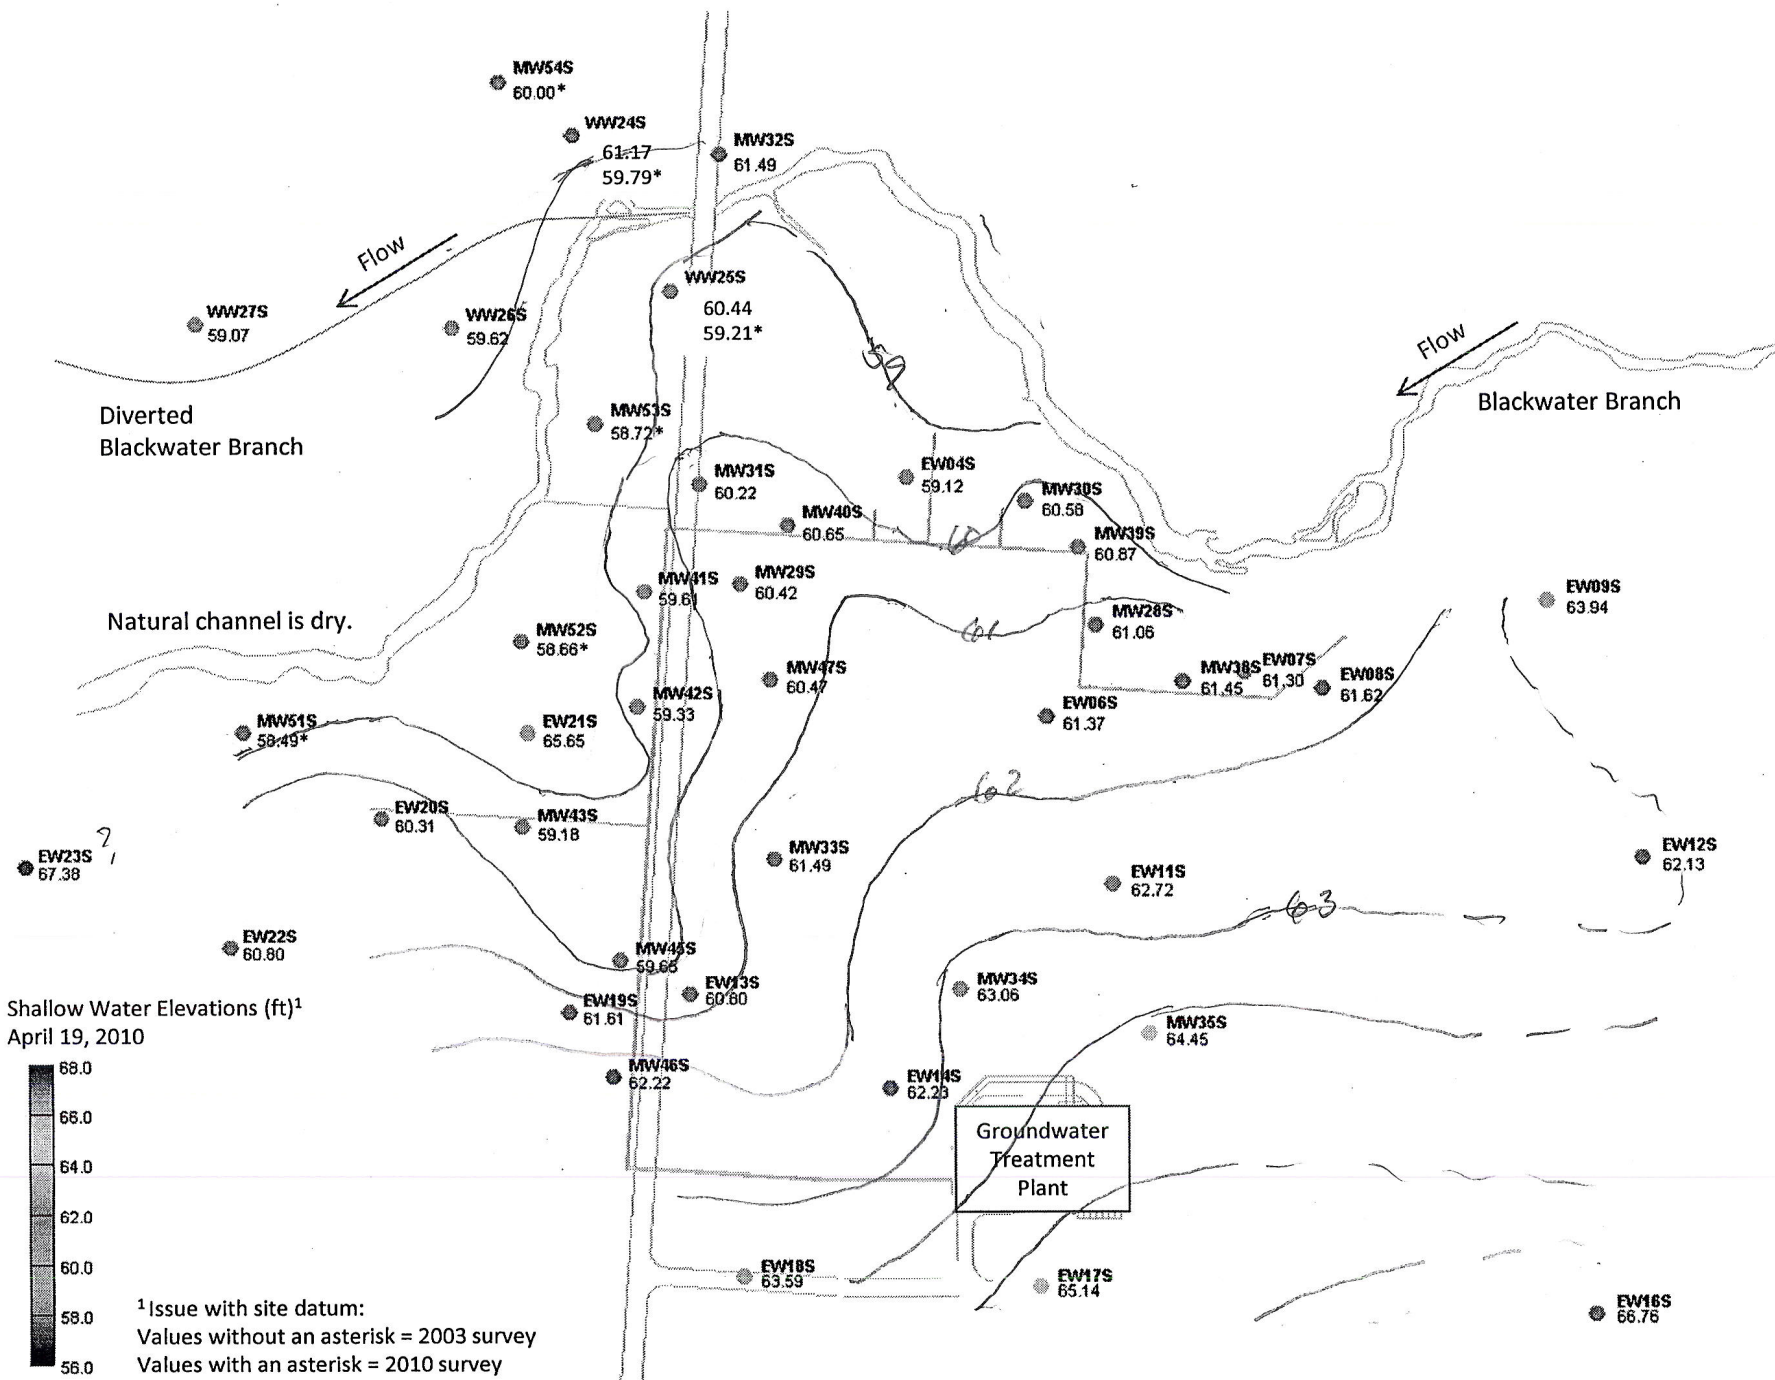 MW54S
60.00*
WW24S
61.17
59.79*
MW32S
61.49
Flow
WW25S
60.44
59.21*
WW27S
59.07
WW26S
59.62
59
Flow
Diverted
Blackwater Branch
Blackwater Branch
MW53S
58.72*
MW31S
60.22
EW04S
59.12
MW30S
60.58
MW40S
60.65
60
MW39S
60.87
MW41S
59.61
MW29S
60.42
EW09S
63.94
Natural channel is dry.
MW52S
58.66*
61
MW28S
61.06
MW47S
60.47
MW38S
61.45
EW07S
61.30
EW08S
61.62
MW42S
59.33
EW06S
61.37
MW51S
58.49*
EW21S
65.65
62
EW20S
60.31
MW43S
59.18
EW23S
67.38
?
MW33S
61.49
EW11S
62.72
EW12S
62.13
63
EW22S
60.80
MW45S
59.65
EW13S
60.80
MW34S
63.06
EW19S
61.61
MW35S
64.45
MW46S
62.22
EW14S
62.23
Shallow Water Elevations (ft)¹
April 19, 2010
68.0
66.0
64.0
62.0
60.0
58.0
56.0
Groundwater
Treatment
Plant
EW18S
63.59
EW17S
65.14
EW16S
66.76
¹ Issue with site datum:
Values without an asterisk = 2003 survey
Values with an asterisk = 2010 survey